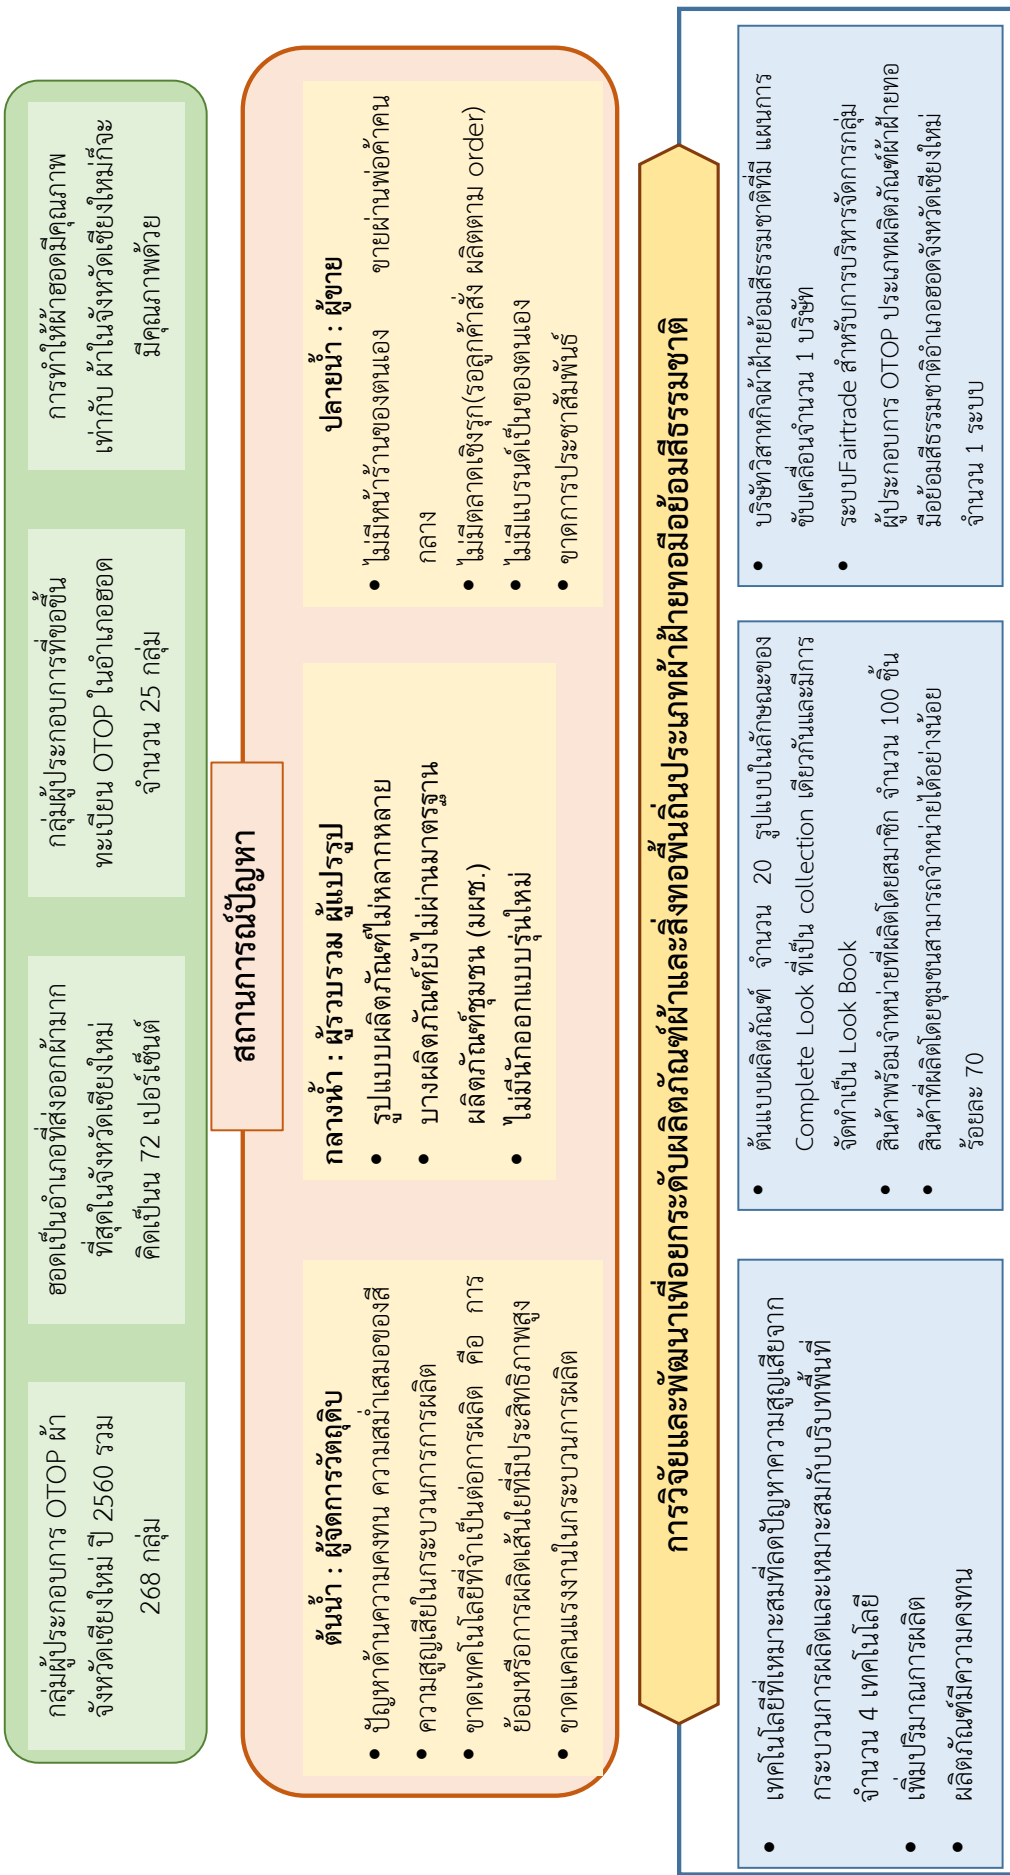 กลุ่มผู้ประกอบการ OTOP ผ้า
จังหวัดเชียงใหม่ ปี 2560 รวม
268 กลุ่ม
ฮอดเป็นอำเภอที่ส่งออกผ้ามาก
ที่สุดในจังหวัดเชียงใหม่
คิดเป็นน 72 เปอร์เซ็นต์
กลุ่มผู้ประกอบการที่ขอขึ้น
ทะเบียน OTOP ในอำเภอฮอด
จำนวน 25 กลุ่ม
การทำให้ผ้าฮอดมีคุณภาพ
เท่ากับ ผ้าในจังหวัดเชียงใหม่ก็จะ
มีคุณภาพด้วย
สถานการณ์ปัญหา
ต้นน้ำ : ผู้จัดการวัตถุดิบ
• ปัญหาด้านความคงทน ความสม่ำเสมอของสี
• ความสูญเสียในกระบวนการการผลิต
• ขาดเทคโนโลยีที่จำเป็นต่อการผลิต คือ การ
ย้อมหรือการผลิตเส้นใยที่มีประสิทธิภาพสูง
• ขาดแคลนแรงงานในกระบวนการผลิต
กลางน้ำ : ผู้รวบรวม ผู้แปรรูป
• รูปแบบผลิตภัณฑ์ไม่หลากหลาย
• บางผลิตภัณฑ์ยังไม่ผ่านมาตรฐาน
ผลิตภัณฑ์ชุมชน (มผช.)
• ไม่มีนักออกแบบรุ่นใหม่
ปลายน้ำ : ผู้ขาย
• ไม่มีหน้าร้านของตนเอง ขายผ่านพ่อค้าคน
กลาง
• ไม่มีตลาดเชิงรุก(รอลูกค้าสั่ง ผลิตตาม order)
• ไม่มีแบรนด์เป็นของตนเอง
• ขาดการประชาสัมพันธ์
การวิจัยและพัฒนาเพื่อยกระดับผลิตภัณฑ์ผ้าและสิ่งทอพื้นถิ่นประเภทผ้าฝ้ายทอมือย้อมสีธรรมชาติ
• เทคโนโลยีที่เหมาะสมที่ลดปัญหาความสูญเสียจาก
กระบวนการผลิตและเหมาะสมกับบริบทพื้นที่
จำนวน 4 เทคโนโลยี
• เพิ่มปริมาณการผลิต
• ผลิตภัณฑ์มีความคงทน
• ต้นแบบผลิตภัณฑ์ จำนวน 20 รูปแบบในลักษณะของ
Complete Look ที่เป็น collection เดียวกันและมีการ
จัดทำเป็น Look Book
• สินค้าพร้อมจำหน่ายที่ผลิตโดยสมาชิก จำนวน 100 ชิ้น
• สินค้าที่ผลิตโดยชุมชนสามารถจำหน่ายได้อย่างน้อย
ร้อยละ 70
• บริษัทวิสาหกิจผ้าฝ้ายย้อมสีธรรมชาติที่มี แผนการ
ขับเคลื่อนจำนวน 1 บริษัท
• ระบบFairtrade สำหรับการบริหารจัดการกลุ่ม
ผู้ประกอบการ OTOP ประเภทผลิตภัณฑ์ผ้าฝ้ายทอ
มือย้อมสีธรรมชาติอำเภอฮอดจังหวัดเชียงใหม่
จำนวน 1 ระบบ